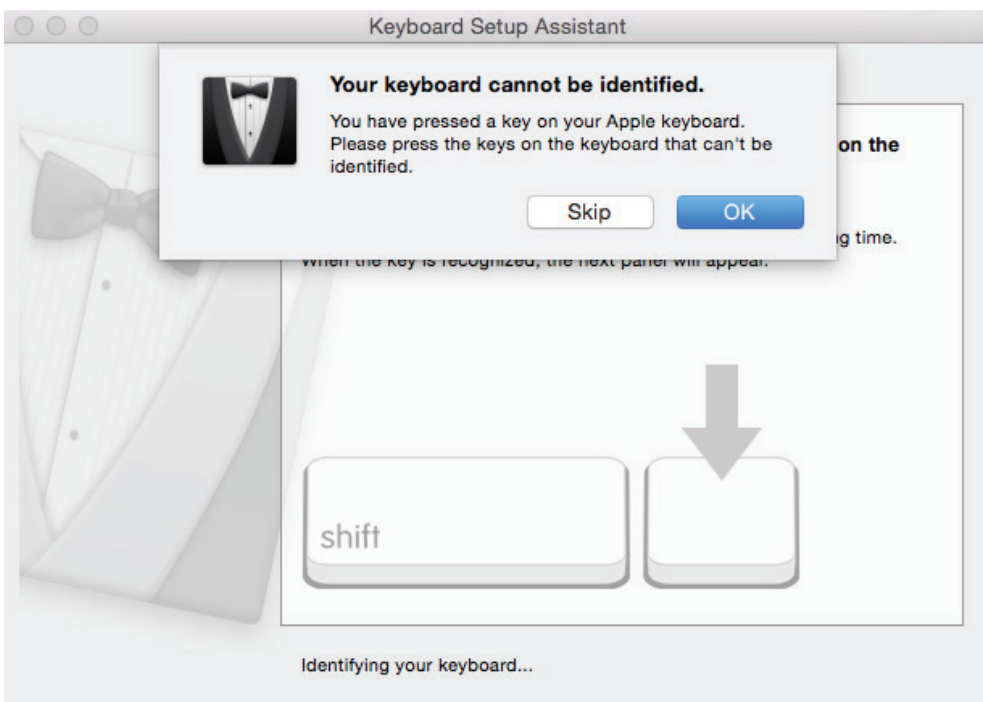 Keyboard Setup Assistant
Your keyboard cannot be identified.
You have pressed a key on your Apple keyboard.
Please press the keys on the keyboard that can't be
identified.
Skip
OK
on the
time.
When the key is recognized, the next panel will appear.
shift
Identifying your keyboard...